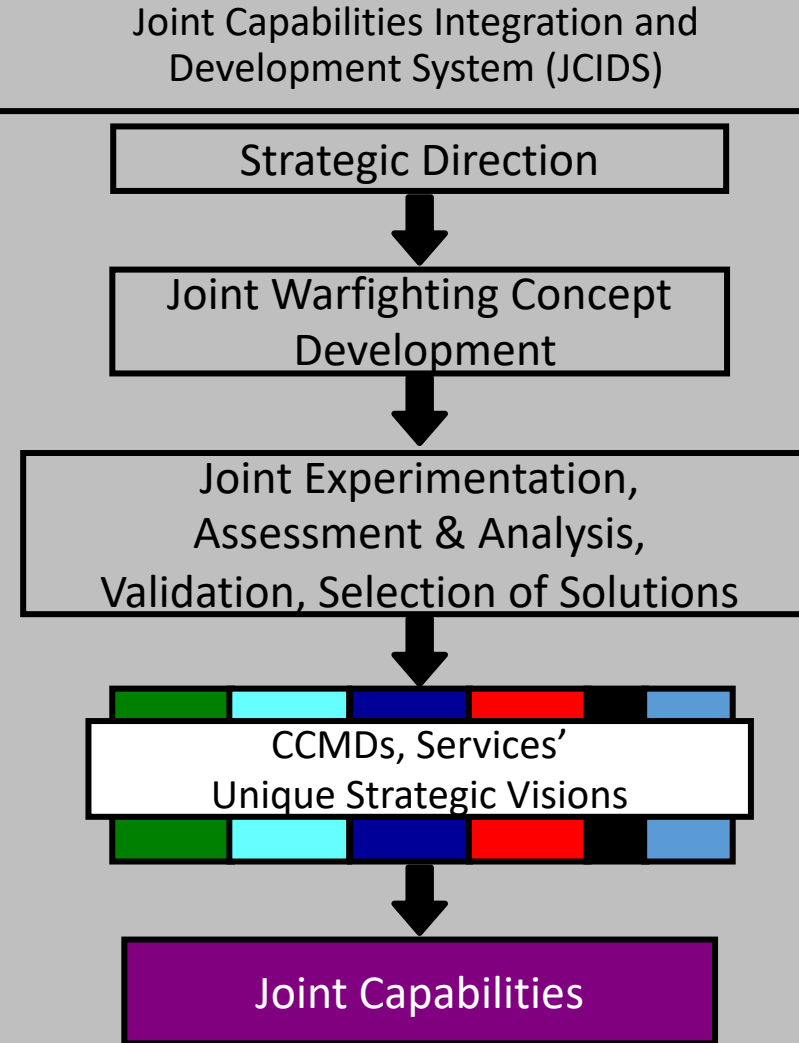 Joint Capabilities Integration and
Development System (JCIDS)
Strategic Direction
Joint Warfighting Concept
Development
Joint Experimentation,
Assessment & Analysis,
Validation, Selection of Solutions
CCMDs, Services’
Unique Strategic Visions
Joint Capabilities